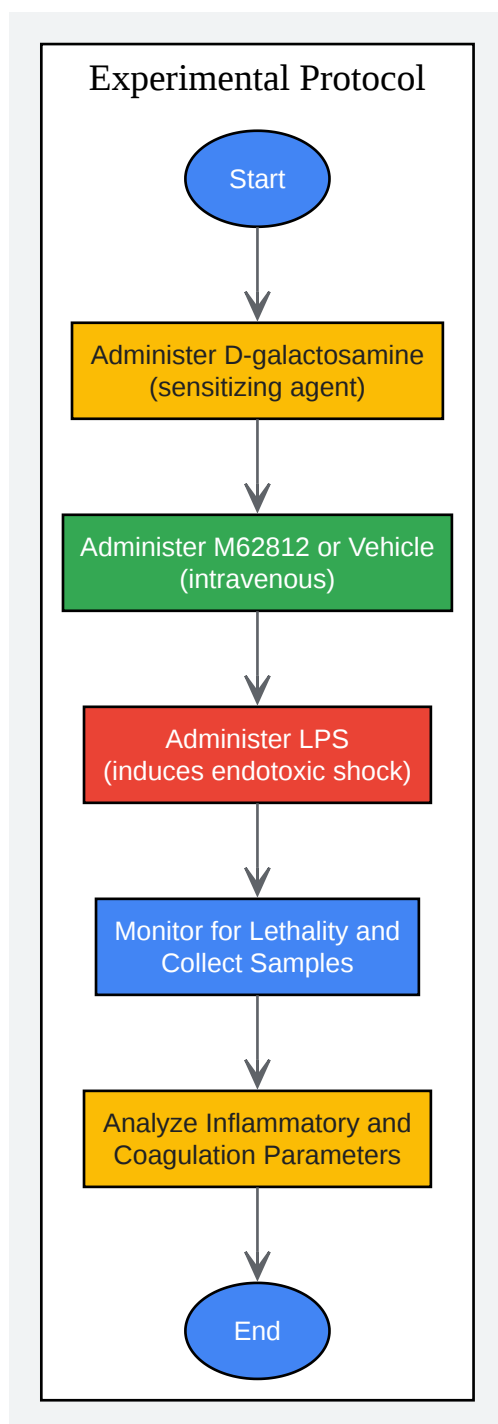 Experimental Protocol
Start
Administer D-galactosamine
(sensitizing agent)
Administer M62812 or Vehicle
(intravenous)
Administer LPS
(induces endotoxic shock)
Monitor for Lethality and
Collect Samples
Analyze Inflammatory and
Coagulation Parameters
End